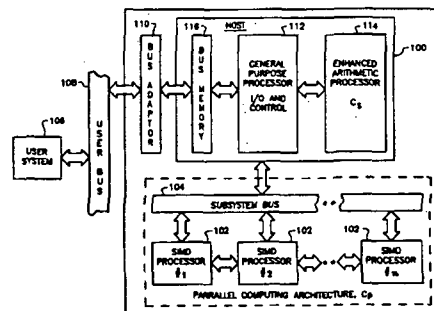 110
116
HOST
112
114
100
BUS ADAPTOR
BUS MEMORY
GENERAL
PURPOSE
PROCESSOR
I/O AND
CONTROL
ENHANCED
ARITHMETIC
PROCESSOR
C_S
108
USER BUS
106
USER
SYSTEM
104
SUBSYSTEM BUS
102
102
102
SIMD
PROCESSOR
#1
SIMD
PROCESSOR
#2
SIMD
PROCESSOR
#n
PARRALLEL COMPUTING ARCHITECTURE, Cp